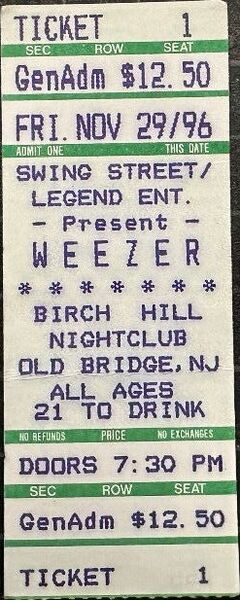 TICKET 1
SEC ROW SEAT
GenAdm $12.50
FRI. NOV 29/96
ADMIT ONE THIS DATE
SWING STREET/
LEGEND ENT.
- Present -
WEEZER
* * * * * * * *
BIRCH HILL
NIGHTCLUB
OLD BRIDGE, NJ
ALL AGES
21 TO DRINK
NO REFUNDS PRICE NO EXCHANGES
DOORS 7:30 PM
SEC ROW SEAT
GenAdm $12.50
TICKET 1